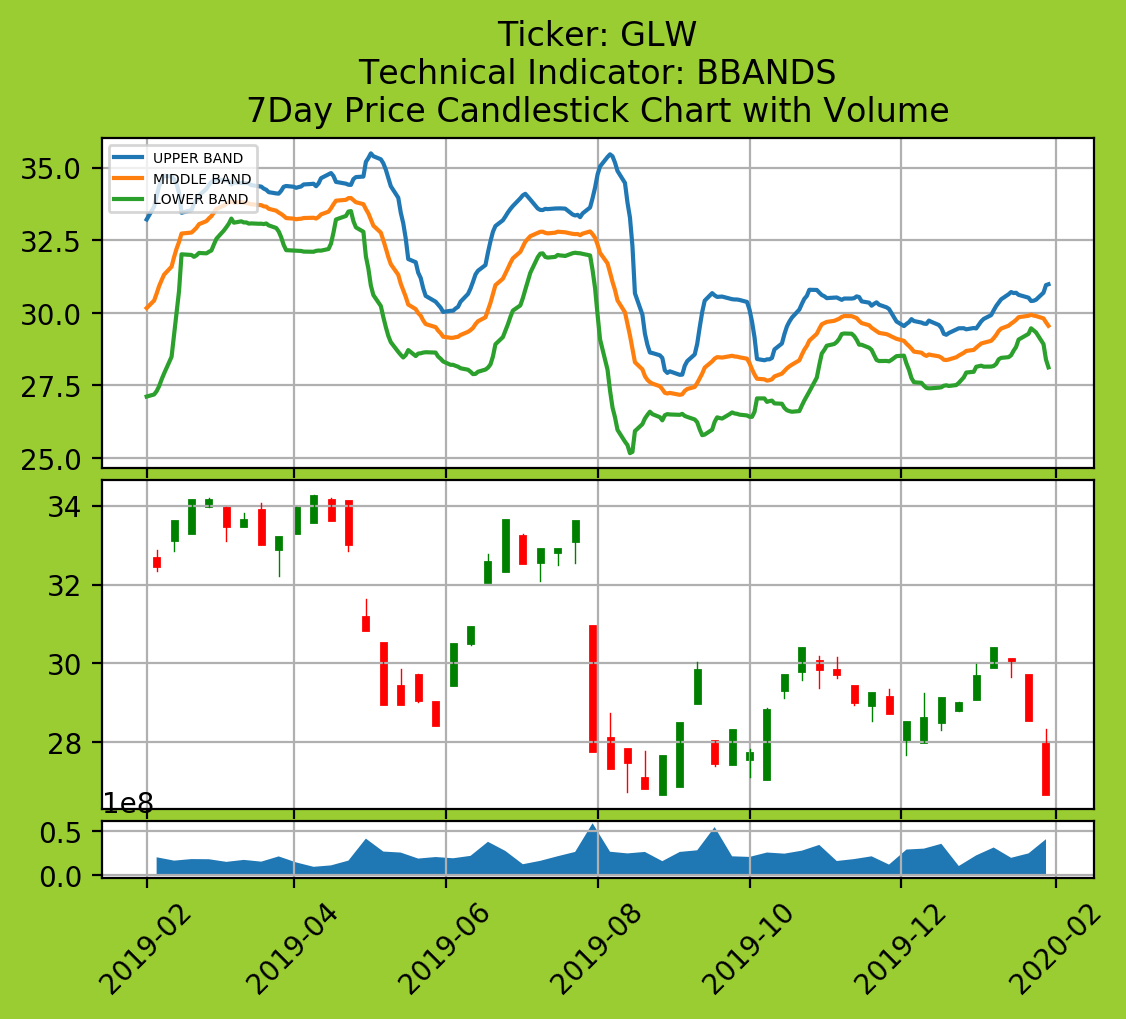 Ticker: GLW
Technical Indicator: BBANDS
7Day Price Candlestick Chart with Volume
UPPER BAND
MIDDLE BAND
LOWER BAND
35.0
32.5
30.0
27.5
25.0
34
32
30
28
1e8
0.5
0.0
2019-02
2019-04
2019-06
2019-08
2019-10
2019-12
2020-02